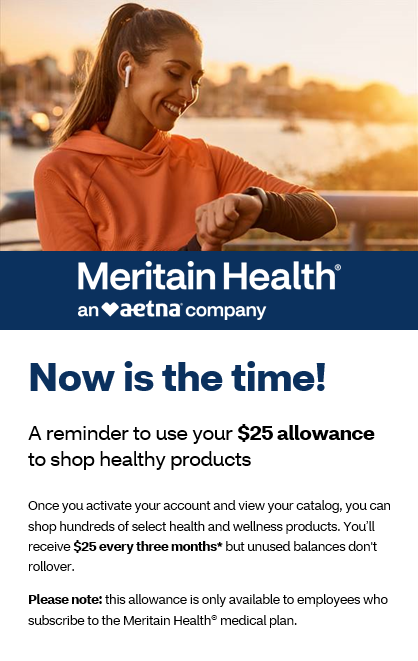 Meritain Health®
an aetna® company
Now is the time!
A reminder to use your $25 allowance
to shop healthy products
Once you activate your account and view your catalog, you can
shop hundreds of select health and wellness products. You'll
receive $25 every three months* but unused balances don't
rollover.
Please note: this allowance is only available to employees who
subscribe to the Meritain Health® medical plan.